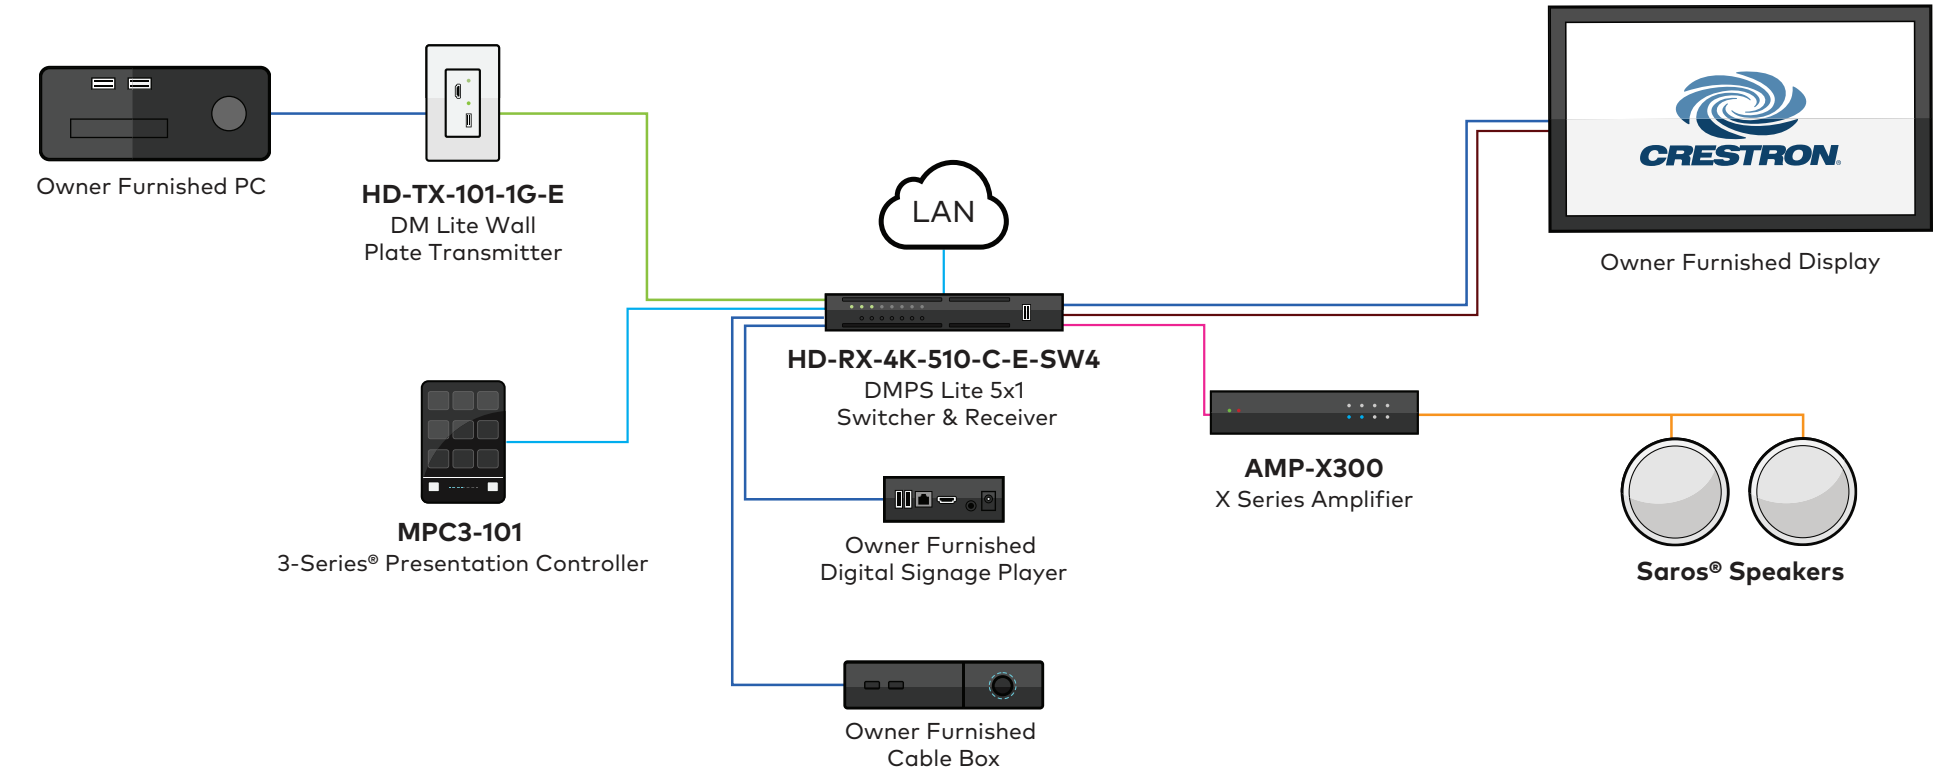 Owner Furnished PC
HD-TX-101-1G-E
DM Lite Wall
Plate Transmitter
LAN
CRESTRON®
Owner Furnished Display
HD-RX-4K-510-C-E-SW4
DMPS Lite 5x1
Switcher & Receiver
MPC3-101
3-Series® Presentation Controller
AMP-X300
X Series Amplifier
Saros® Speakers
Owner Furnished
Digital Signage Player
Owner Furnished
Cable Box